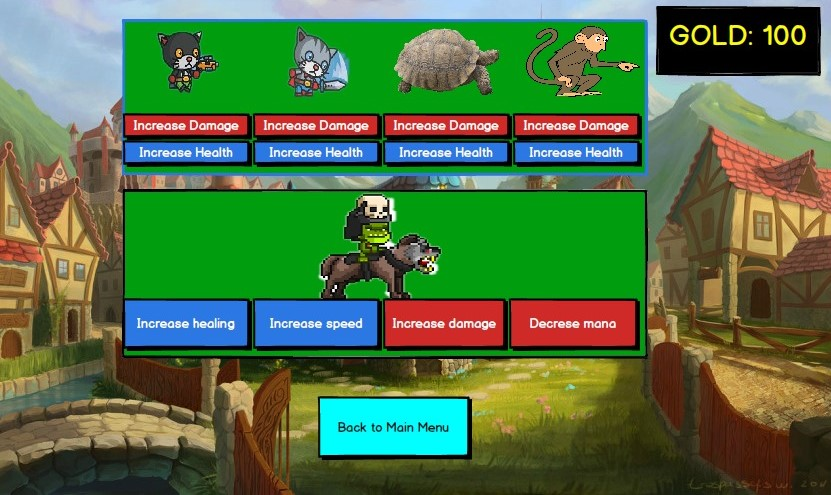 GOLD: 100
Increase Damage Increase Damage Increase Damage Increase Damage
Increase Health Increase Health Increase Health Increase Health
Increase healing Increase speed Increase damage Decrese mana
Back to Main Menu